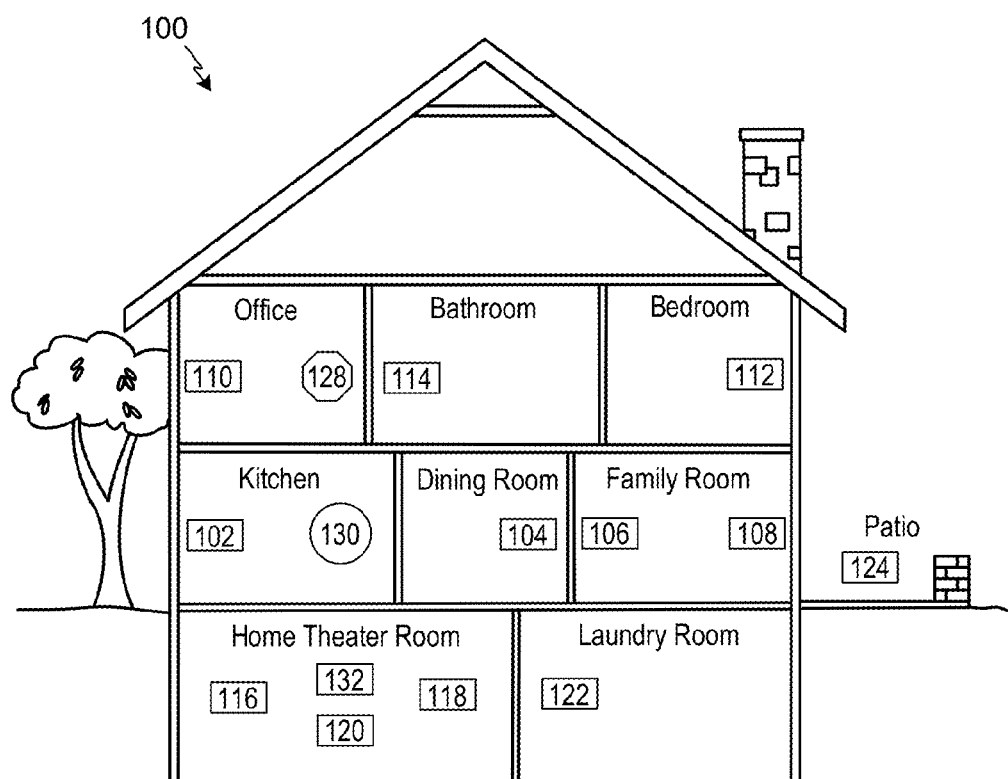 100
Office
Bathroom
Bedroom
110
128
114
112
Kitchen
Dining Room
Family Room
102
130
104
106
108
Patio
124
Home Theater Room
Laundry Room
116
132
118
120
122